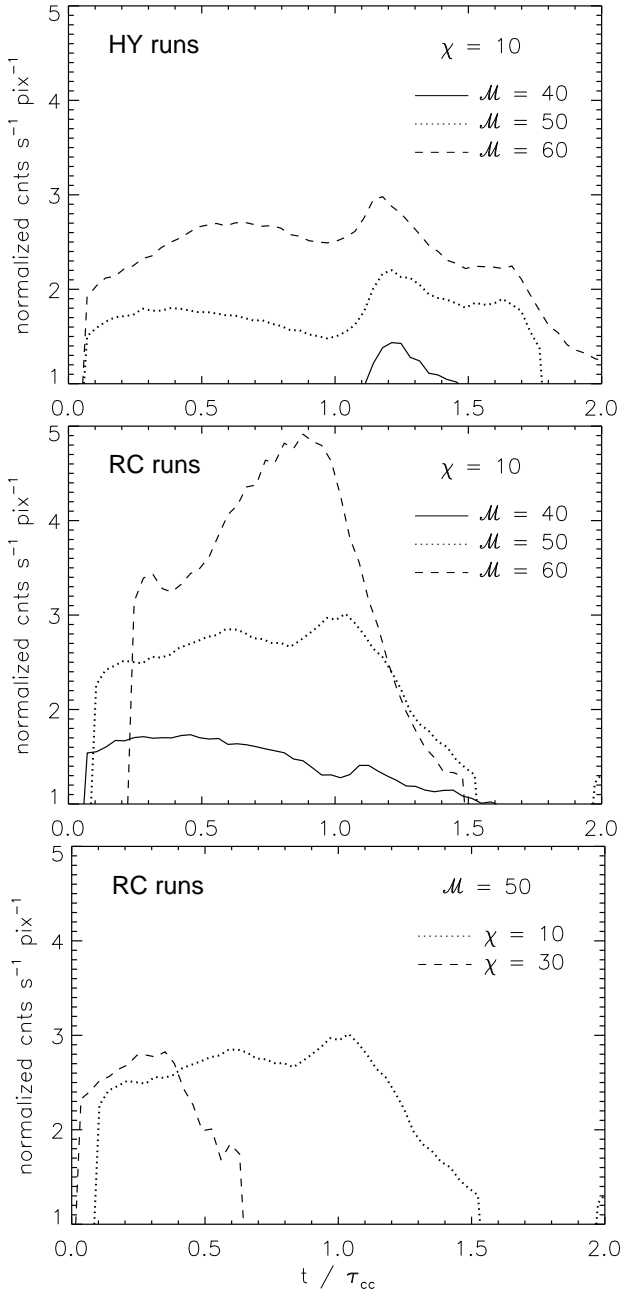 5
HY runs
χ = 10
ℳ = 40
ℳ = 50
ℳ = 60
4
3
2
1
normalized cnts s⁻¹ pix⁻¹
0.0 0.5 1.0 1.5 2.0
5
RC runs
χ = 10
ℳ = 40
ℳ = 50
ℳ = 60
4
3
2
1
normalized cnts s⁻¹ pix⁻¹
0.0 0.5 1.0 1.5 2.0
5
RC runs
ℳ = 50
χ = 10
χ = 30
4
3
2
1
normalized cnts s⁻¹ pix⁻¹
0.0 0.5 1.0 1.5 2.0
t / τcc